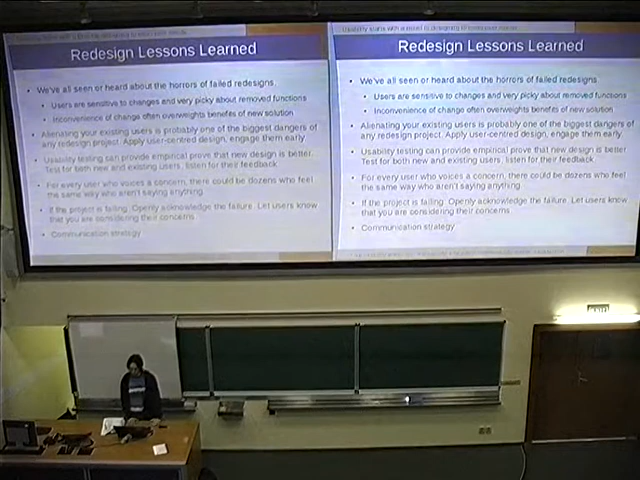 Redesign Lessons Learned
We've all seen or heard about the horrors of failed redesigns.
Users are sensitive to changes and very picky about removed functions
Inconvenience of change often overweights benefits of new solution
Alienating your existing users is probably one of the biggest dangers of
any redesign project. Apply user-centred design, engage them early.
Usability testing can provide empirical prove that new design is better.
Test for both new and existing users, listen for their feedback.
For every user who voices a concern, there could be dozens who feel
the same way who aren't saying anything.
If the project is failing: Openly acknowledge the failure. Let users know
that you are considering their concerns.
Communication strategy
Redesign Lessons Learned
We've all seen or heard about the horrors of failed redesigns.
Users are sensitive to changes and very picky about removed functions
Inconvenience of change often overweights benefits of new solution
Alienating your existing users is probably one of the biggest dangers of
any redesign project. Apply user-centred design, engage them early.
Usability testing can provide empirical prove that new design is better.
Test for both new and existing users, listen for their feedback.
For every user who voices a concern, there could be dozens who feel
the same way who aren't saying anything.
If the project is failing: Openly acknowledge the failure. Let users know
that you are considering their concerns.
Communication strategy